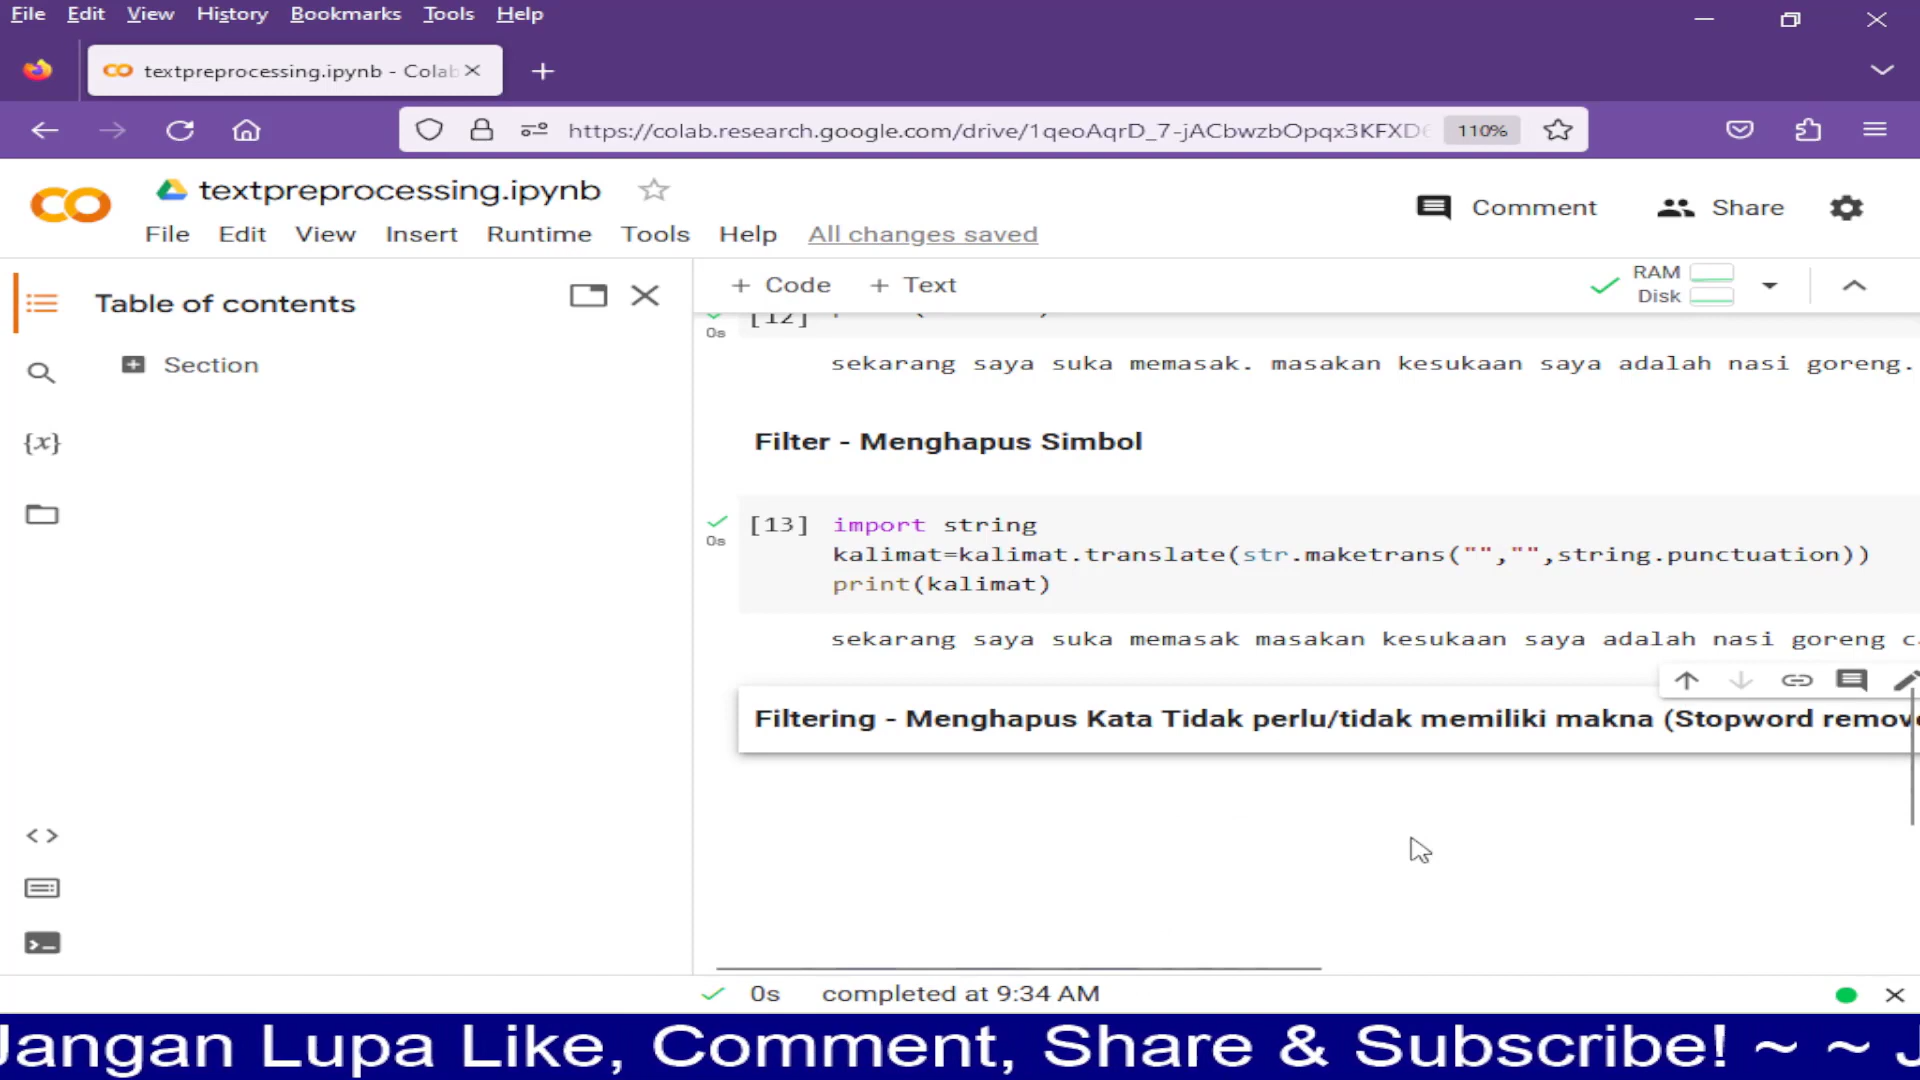 File Edit View History Bookmarks Tools Help
textpreprocessing.ipynb - Colab
https://colab.research.google.com/drive/1qeoAqrD_7-jACbwzbOpqx3KFXD 110%
textpreprocessing.ipynb
Comment Share
File Edit View Insert Runtime Tools Help All changes saved
+ Code + Text
RAM
Disk
Table of contents
Section
{x}
[12]
0s
sekarang saya suka memasak. masakan kesukaan saya adalah nasi goreng.
Filter - Menghapus Simbol
[13] import string
0s
kalimat=kalimat.translate(str.maketrans("","",string.punctuation))
print(kalimat)
sekarang saya suka memasak masakan kesukaan saya adalah nasi goreng
Filtering - Menghapus Kata Tidak perlu/tidak memiliki makna (Stopword remove
0s completed at 9:34 AM
Jangan Lupa Like, Comment, Share & Subscribe! ~ ~ J